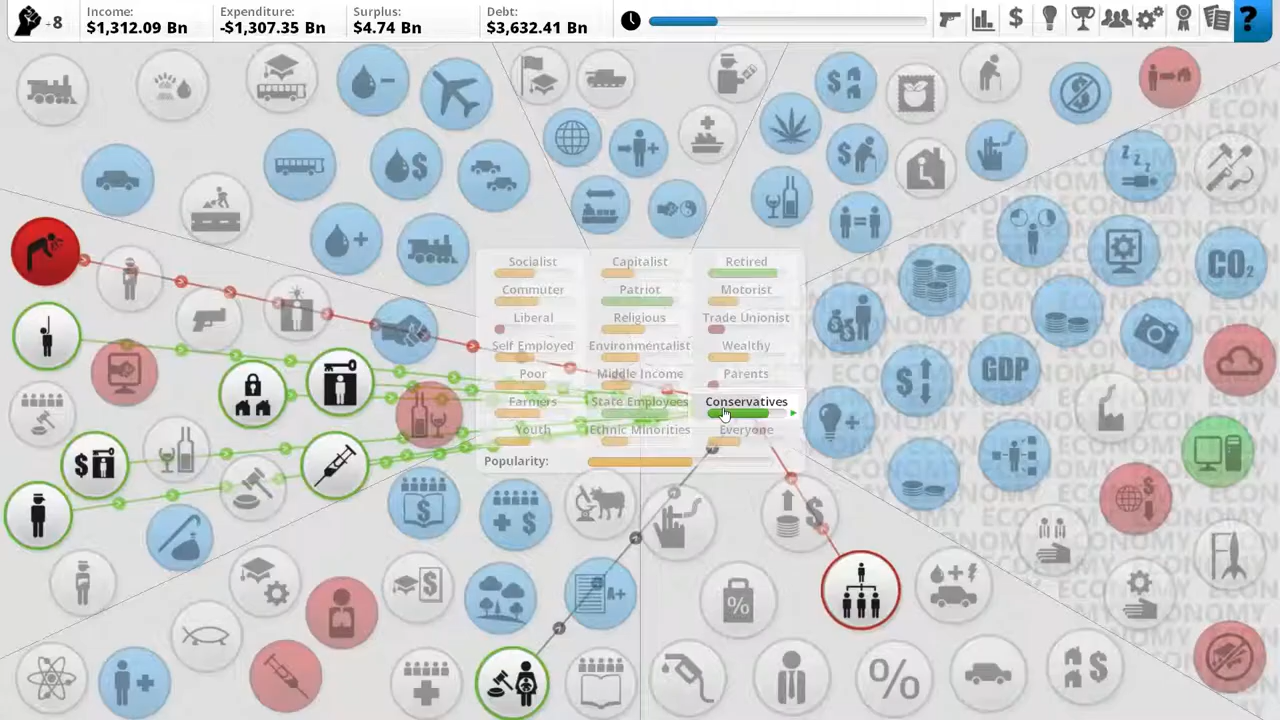 +8
Income:
$1,312.09 Bn
Expenditure:
-$1,307.35 Bn
Surplus:
$4.74 Bn
Debt:
$3,632.41 Bn
$
?
Socialist
Capitalist
Retired
Commuter
Patriot
Motorist
Liberal
Religious
Trade Unionist
Self Employed
Environmentalist
Wealthy
Poor
Middle Income
Parents
Farmers
State Employees
Conservatives
Youth
Ethnic Minorities
Everyone
Popularity:
CO2
GDP
A+
ECONOMY